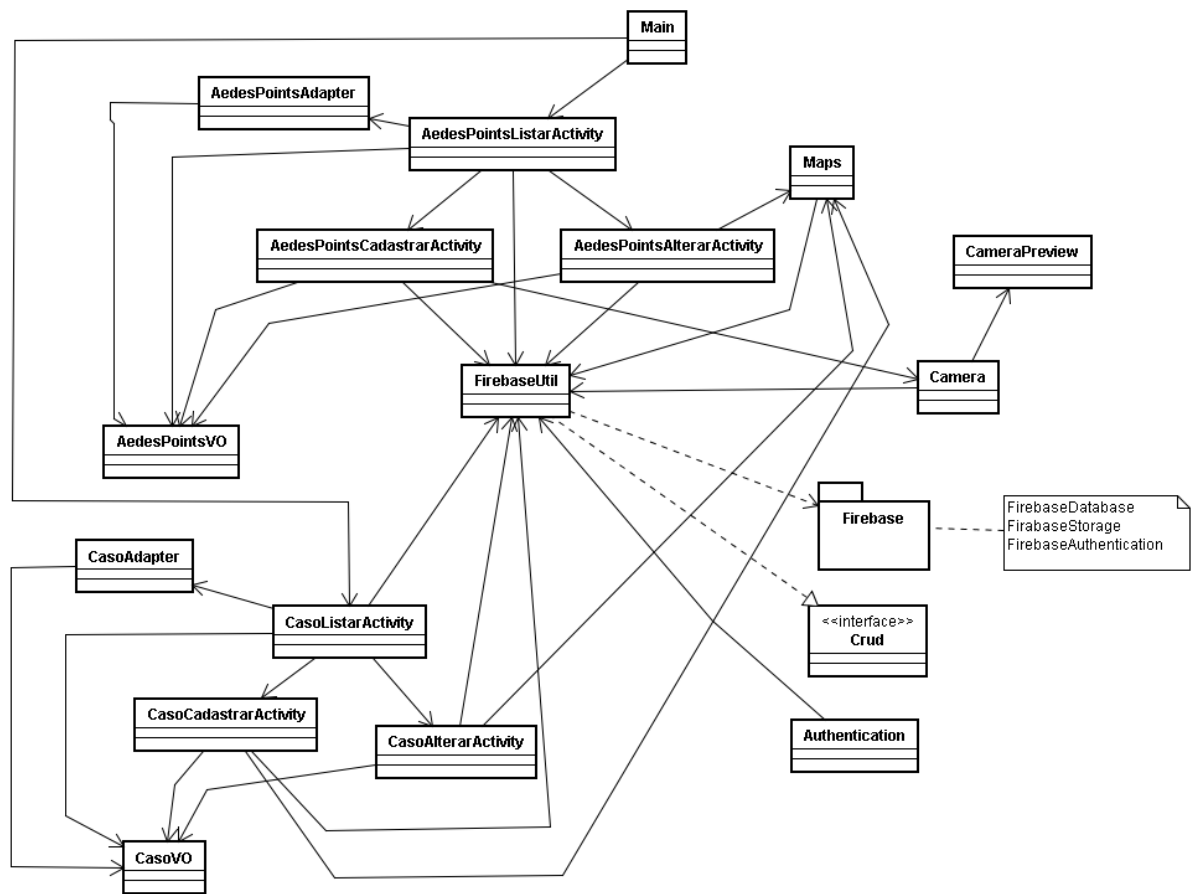 Main
AedesPointsAdapter
AedesPointsListarActivity
Maps
AedesPointsCadastrarActivity
AedesPointsAlterarActivity
CameraPreview
FirebaseUtil
Camera
AedesPointsVO
Firebase
FirebaseDatabase
FirabaseStorage
FirebaseAuthentication
CasoAdapter
CasoListarActivity
<<interface>>
Crud
CasoCadastrarActivity
CasoAlterarActivity
Authentication
CasoVO